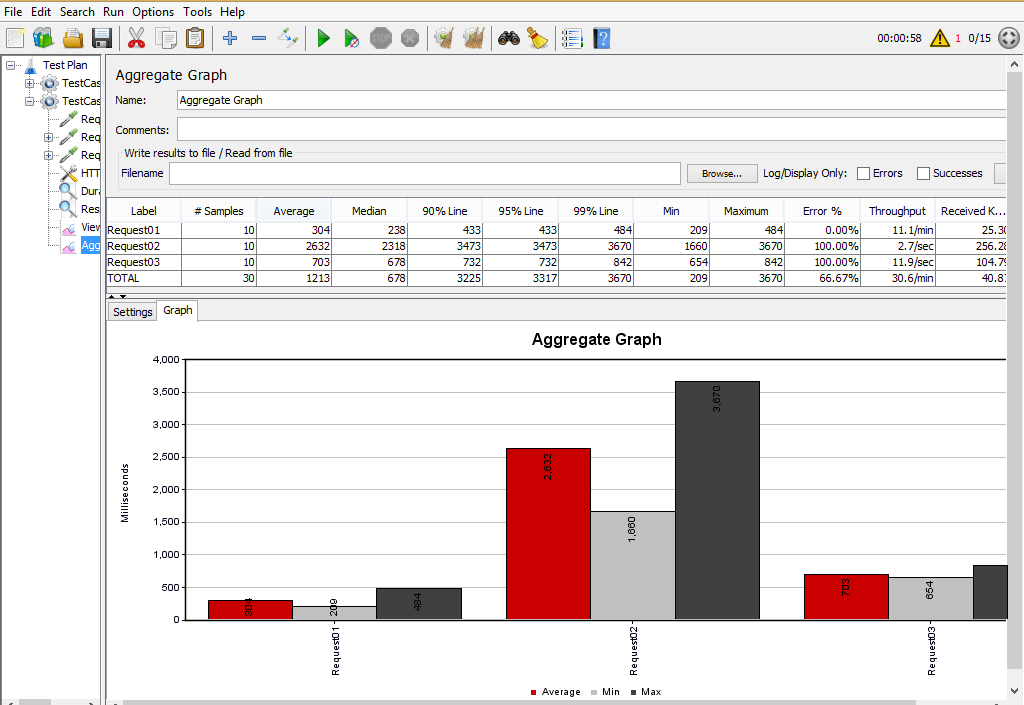 File Edit Search Run Options Tools Help
STOP ? 00:00:58 1 0/15
Test Plan
TestCas
TestCas
Req
Req
Req
HTT
Dura
Res
View
Agg
Aggregate Graph
Name: Aggregate Graph
Comments:
Write results to file / Read from file
Filename Browse... Log/Display Only: Errors Successes
Label # Samples Average Median 90% Line 95% Line 99% Line Min Maximum Error % Throughput Received K...
Request01 10 304 238 433 433 484 209 484 0.00% 11.1/min 25.30
Request02 10 2632 2318 3473 3473 3670 1660 3670 100.00% 2.7/sec 256.28
Request03 10 703 678 732 732 842 654 842 100.00% 11.9/sec 104.79
TOTAL 30 1213 678 3225 3317 3670 209 3670 66.67% 30.6/min 40.87
Settings Graph
Aggregate Graph
4,000
3,500
3,000
2,500
2,000
1,500
1,000
500
0
Milliseconds
304 209 484
2,632 1,660 3,670
703 654
Request01 Request02 Request03
Average Min Max